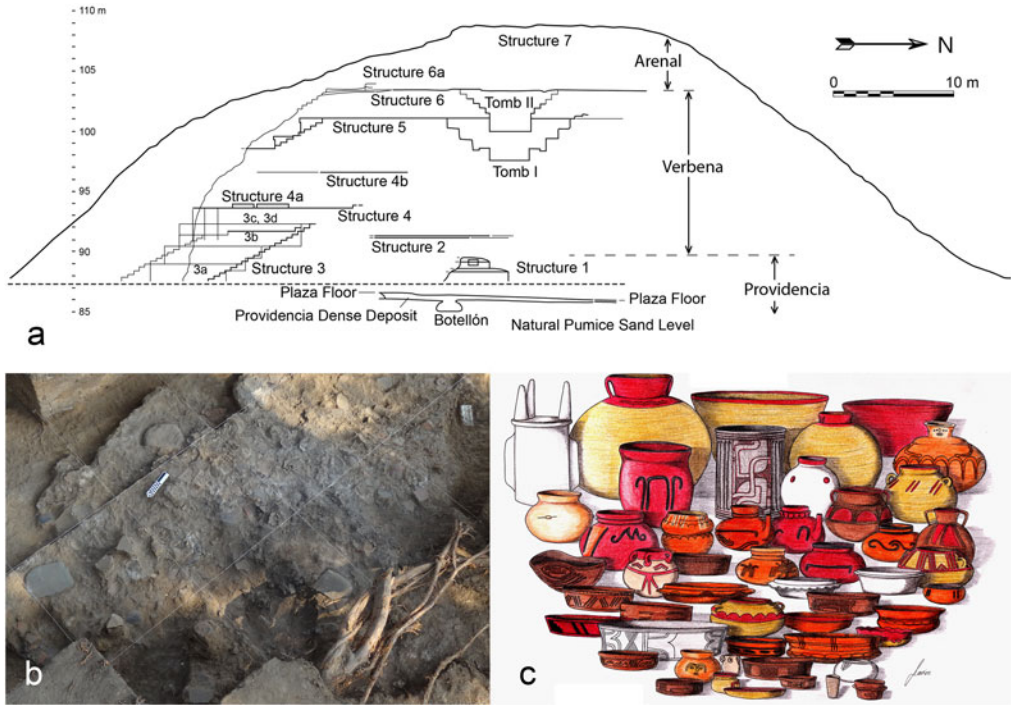 110 m
105
100
95
90
85
Structure 7
Structure 6a
Structure 6
Tomb II
Structure 5
Tomb I
Structure 4b
Structure 4a
Structure 4
3c, 3d
3b
Structure 2
3a
Structure 3
Structure 1
Plaza Floor
Plaza Floor
Providencia Dense Deposit
Botellón
Natural Pumice Sand Level
Arenal
Verbena
Providencia
N
0
10 m
a
b
c